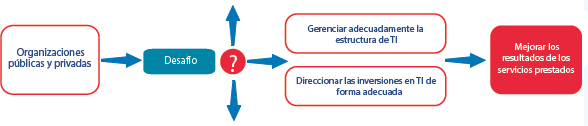 Organizaciones
públicas y privadas
Desafío
?
Gerenciar adecuadamente la
estructura de TI
Direccionar las inversiones en TI de
forma adecuada
Mejorar los
resultados de los
servicios prestados